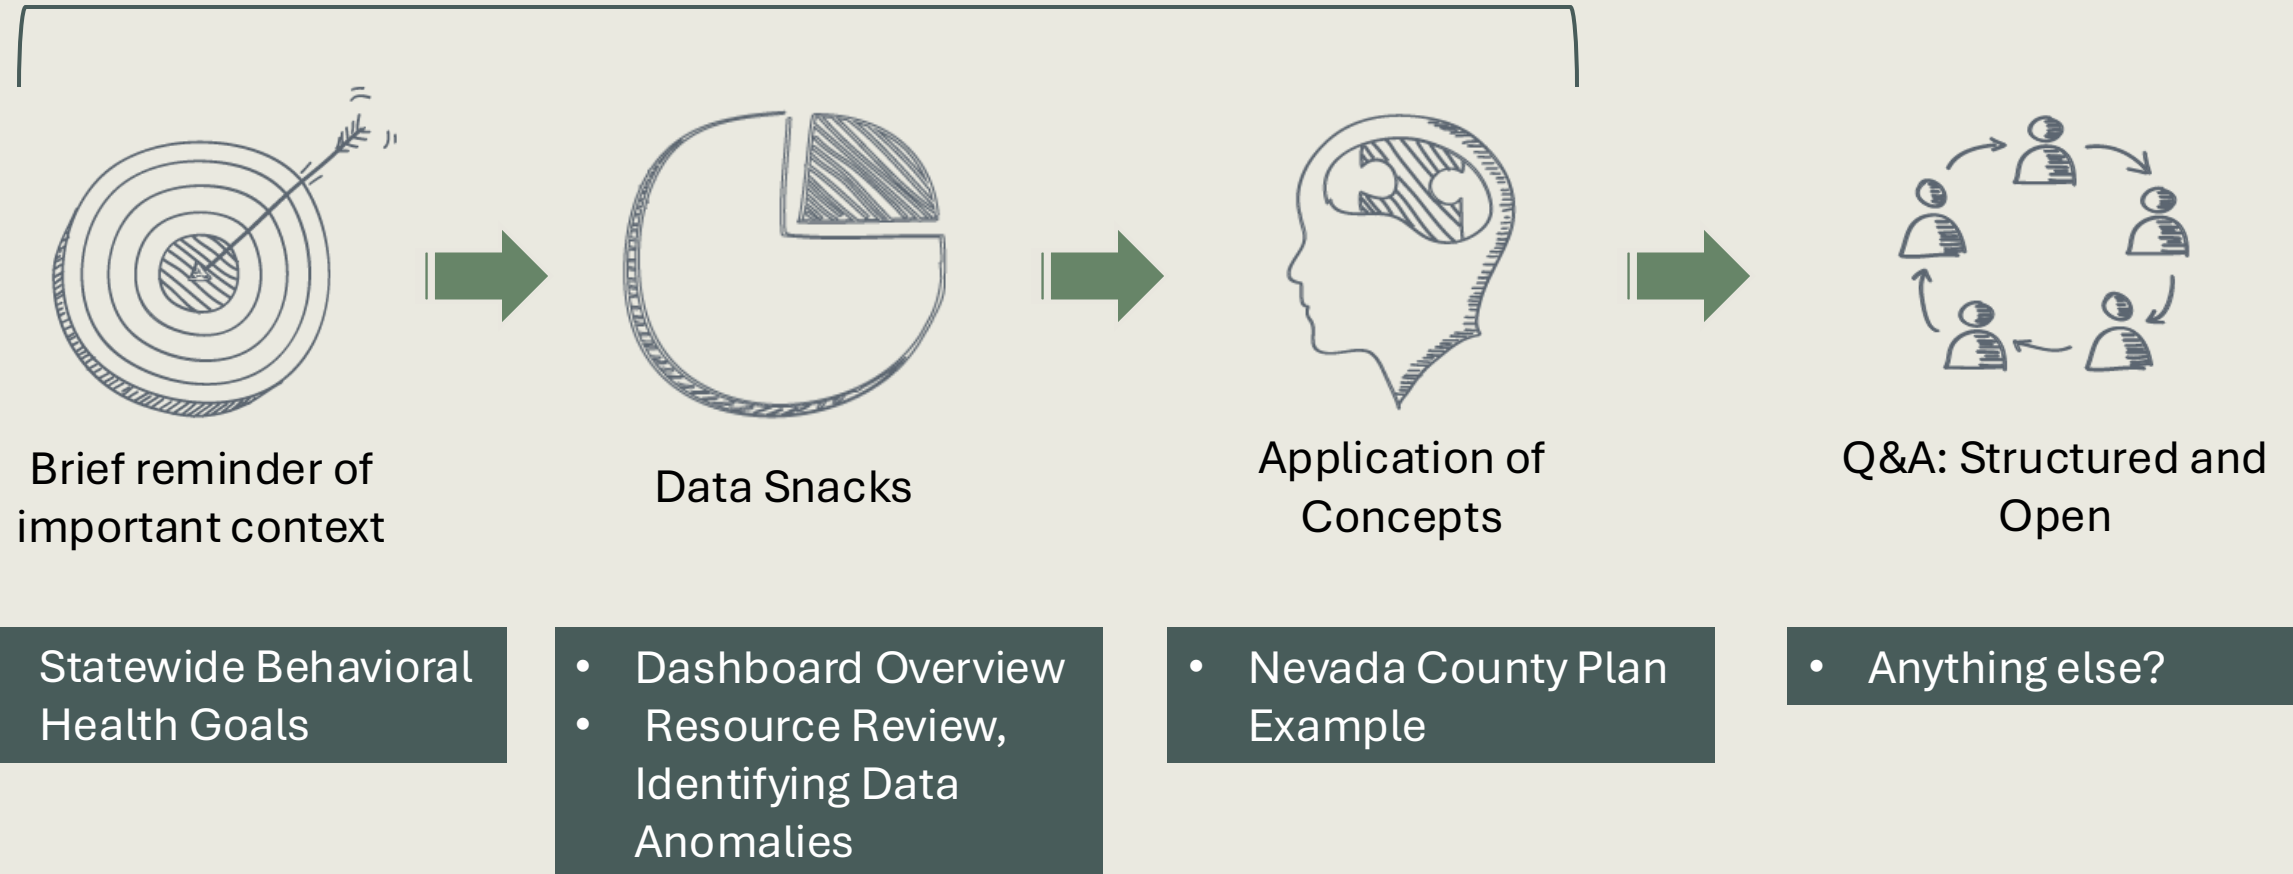 Brief reminder of
important context
Data Snacks
Application of
Concepts
Q&A: Structured and
Open
Statewide Behavioral
Health Goals
• Dashboard Overview
• Resource Review,
Identifying Data
Anomalies
• Nevada County Plan
Example
• Anything else?